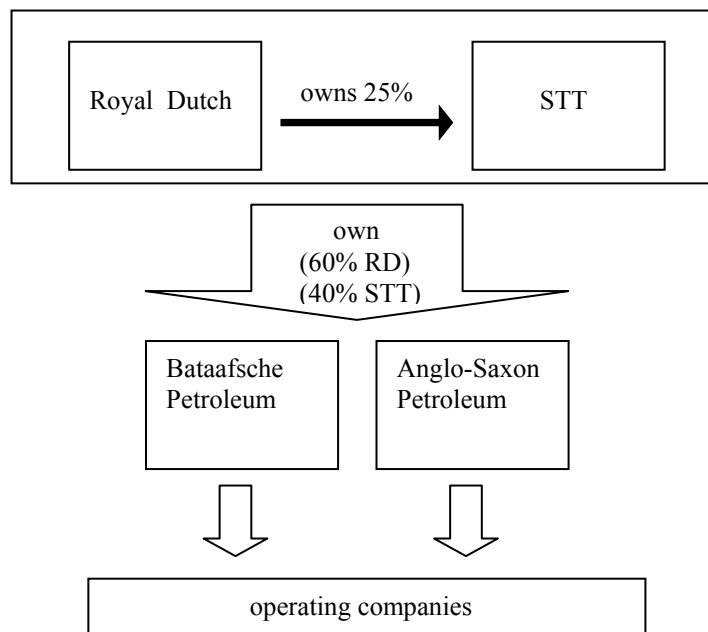 Royal Dutch
owns 25%
STT
own
(60% RD)
(40% STT)
Bataafsche
Petroleum
Anglo-Saxon
Petroleum
operating companies